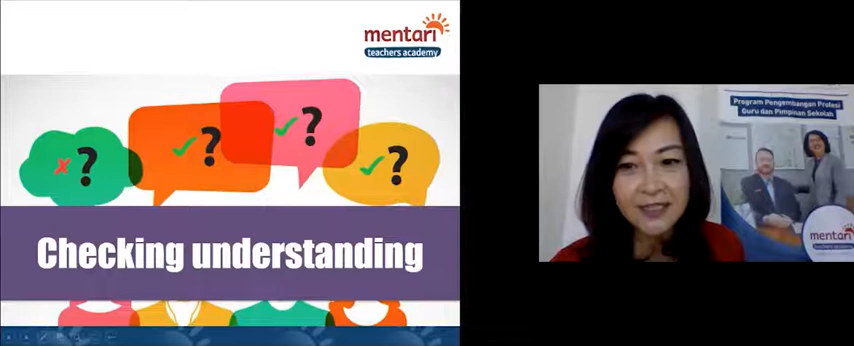 mentari
teachers academy
? ? ? ?
Checking understanding
Program Pengembangan Profesi
Guru dan Pimpinan Sekolah
mentari
teachers academy